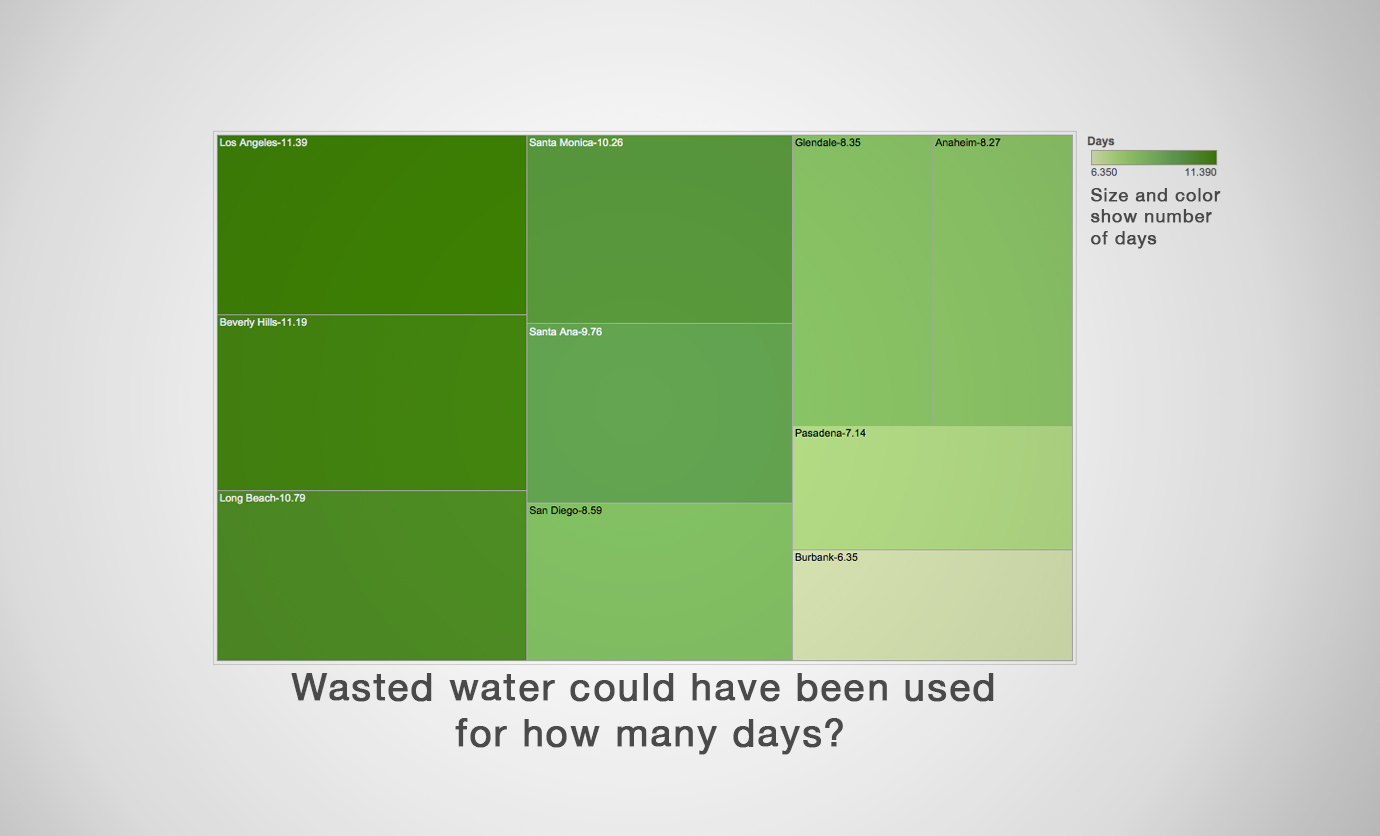 Los Angeles-11.39
Santa Monica-10.26
Glendale-8.35
Anaheim-8.27
Beverly Hills-11.19
Santa Ana-9.76
Long Beach-10.79
San Diego-8.59
Pasadena-7.14
Burbank-6.35
Days
6.350 11.390
Size and color
show number
of days
Wasted water could have been used
for how many days?